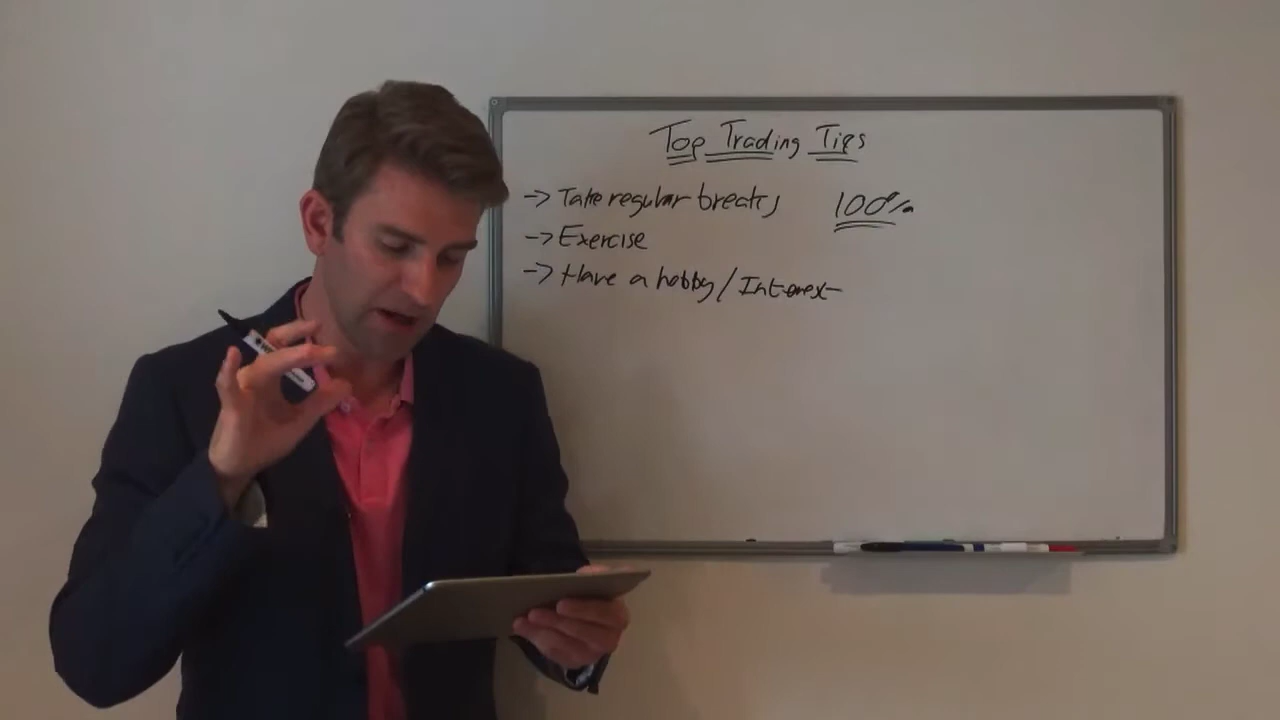 Top Trading Tips
-> Take regular breaks 100%
-> Exercise
-> Have a hobby/Interest